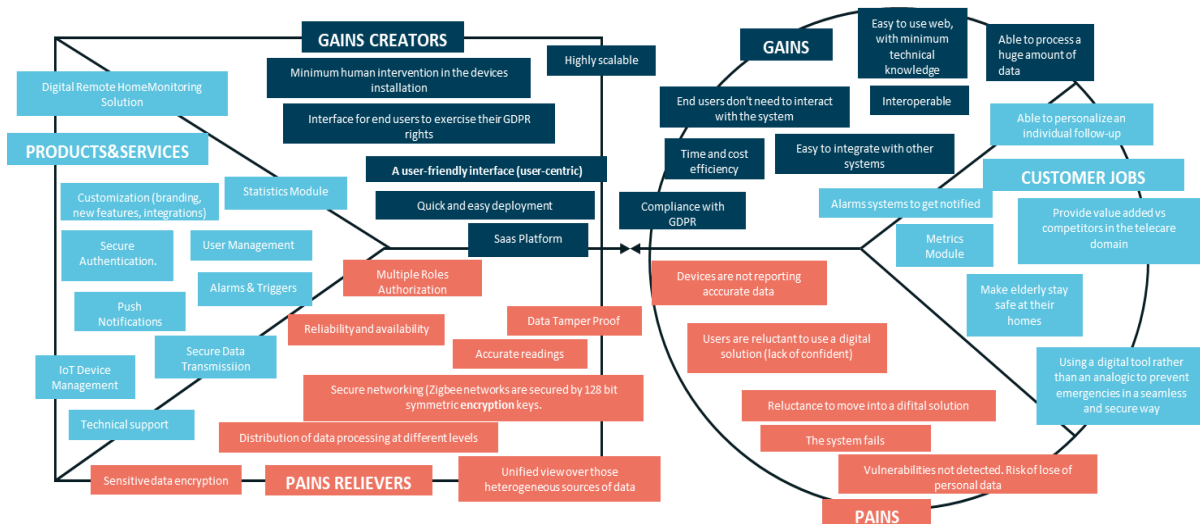 GAINS CREATORS
Highly scalable
Minimum human intervention in the devices
installation
Interface for end users to exercise their GDPR
rights
A user-friendly interface (user-centric)
Quick and easy deployment
Saas Platform
Digital Remote HomeMonitoring
Solution
PRODUCTS&SERVICES
Statistics Module
Customization (branding,
new features, integrations)
Secure
Authentication.
User Management
Alarms & Triggers
Push
Notifications
Secure Data
Transmissiion
IoT Device
Management
Technical support
Multiple Roles
Authorization
Reliability and availability
Data Tamper Proof
Accurate readings
Secure networking (Zigbee networks are secured by 128 bit
symmetric encryption keys.
Distribution of data processing at different levels
Sensitive data encryption
PAINS RELIEVERS
Unified view over those
heterogeneous sources of data
GAINS
Easy to use web,
with minimum
technical
knowledge
Able to process a
huge amount of
data
End users don't need to interact
with the system
Interoperable
Time and cost
efficiency
Easy to integrate with other
systems
Compliance with
GDPR
Able to personalize an
individual follow-up
CUSTOMER JOBS
Alarms systems to get notified
Provide value added vs
competitors in the telecare
domain
Metrics
Module
Make elderly stay
safe at their
homes
Using a digital tool rather
than an analogic to prevent
emergencies in a seamless
and secure way
Devices are not reporting
acccurate data
Users are reluctant to use a digital
solution (lack of confident)
Reluctance to move into a difital solution
The system fails
Vulnerabilities not detected. Risk of lose of
personal data
PAINS